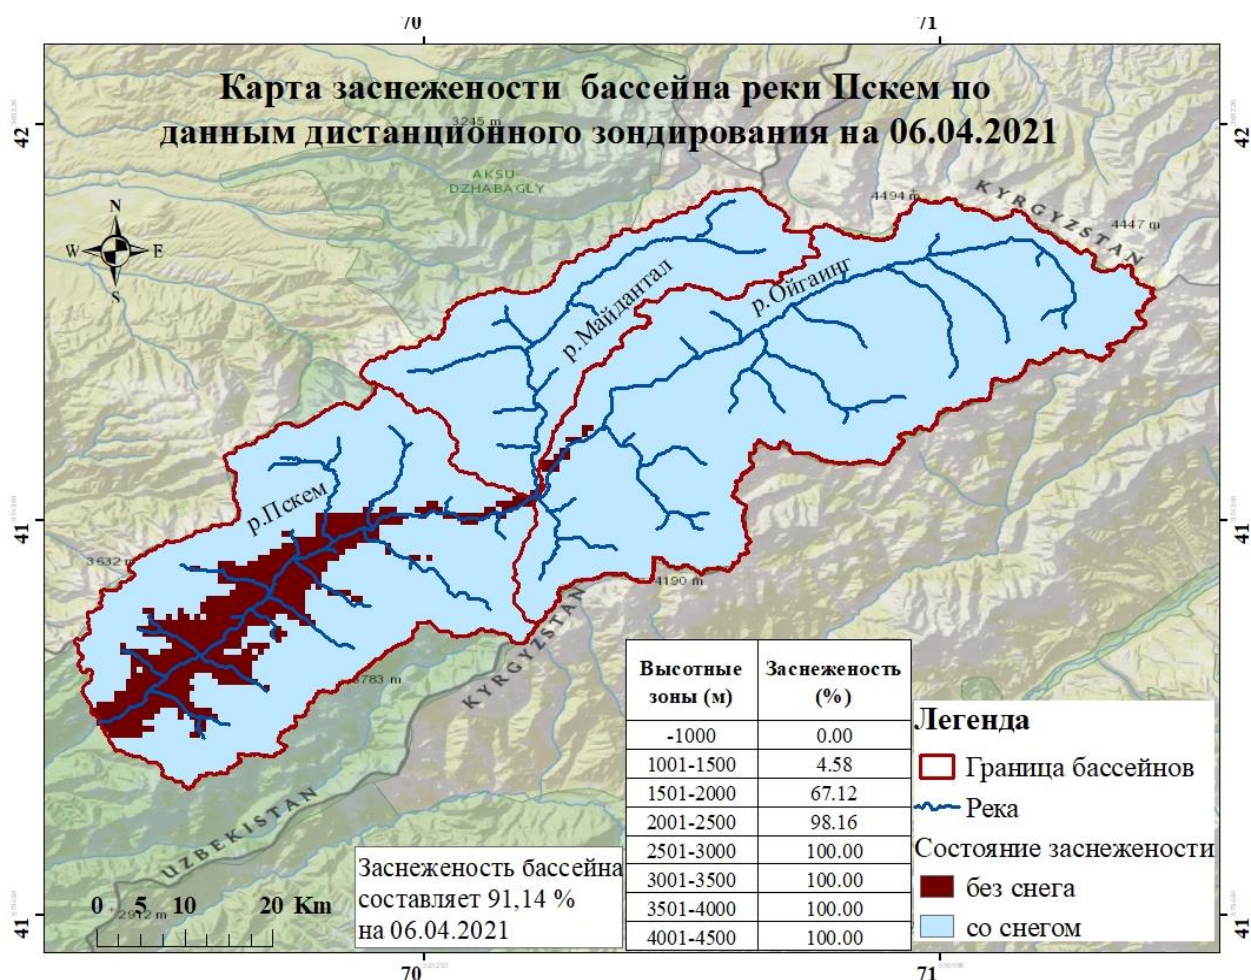 70 71
Карта заснежености бассейна реки Пскем по
данным дистанционного зондирования на 06.04.2021
42 42
3245 m
AKSU-
DZHABAGLY
4494 m
KYRGYZSTAN
4447 m
N
W E
S
р.Майдантал
р.Ойгаинг
р.Пскем
41 41
3632 m
4190 m
KYRGYZSTAN
3783 m
UZBEKISTAN
2912 m
0 5 10 20 Km
Заснеженость бассейна
составляет 91,14 %
на 06.04.2021
Высотные Заснеженость
зоны (м) (%)
-1000 0.00
1001-1500 4.58
1501-2000 67.12
2001-2500 98.16
2501-3000 100.00
3001-3500 100.00
3501-4000 100.00
4001-4500 100.00
Легенда
Граница бассейнов
Река
Состояние заснежености
без снега
со снегом
41 41
70 71